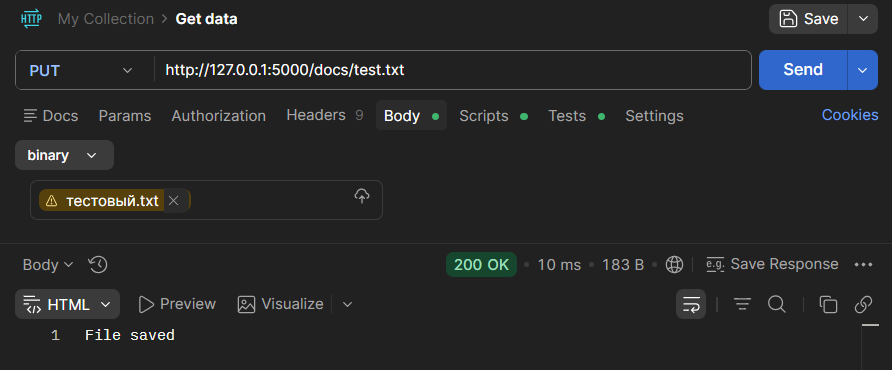 HTTP My Collection > Get data Save
PUT http://127.0.0.1:5000/docs/test.txt Send
Docs Params Authorization Headers 9 Body Scripts Tests Settings Cookies
binary
тестовый.txt
Body 200 OK • 10 ms • 183 B e.g. Save Response
HTML Preview Visualize
1 File saved